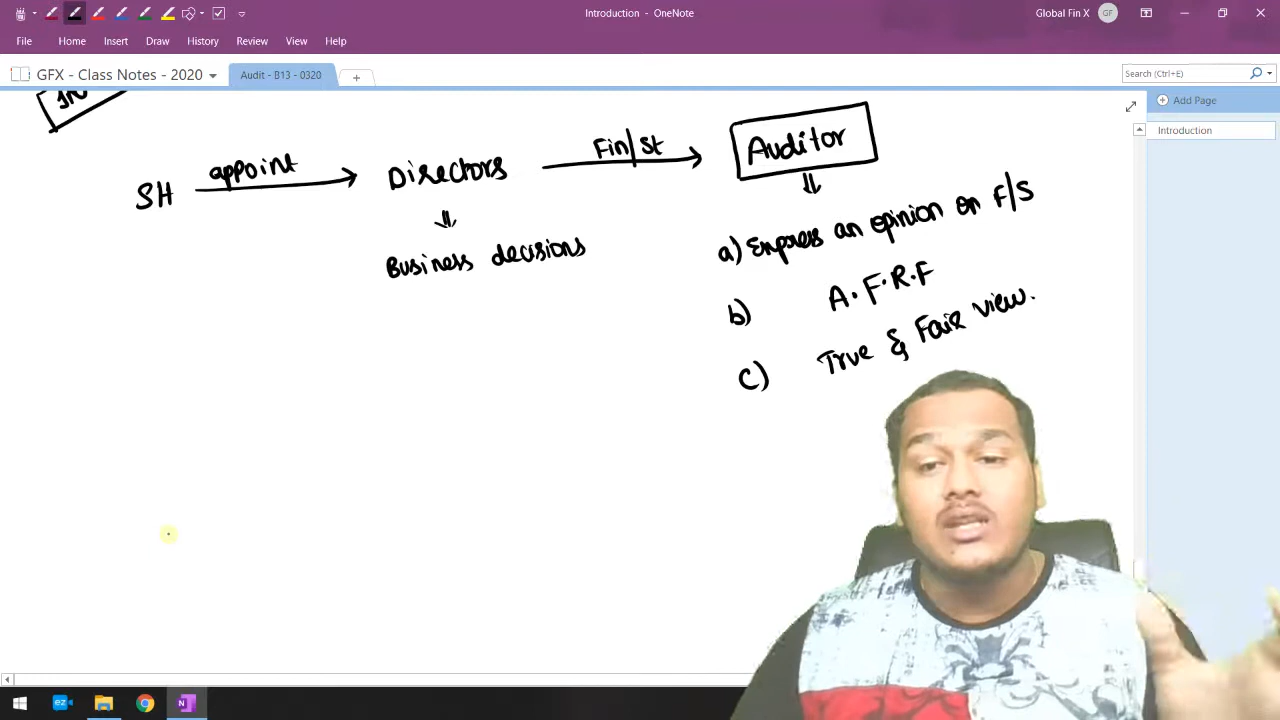 Introduction - OneNote
Global Fin X
GF
File Home Insert Draw History Review View Help
GFX - Class Notes - 2020
Audit - B13 - 0320
Search (Ctrl+E)
Add Page
Introduction
SH appoint Directors Fin/St Auditor
Business decisions
a) Express an opinion on F/S
b) A.F.R.F
c) True & Fair view.
ez
N